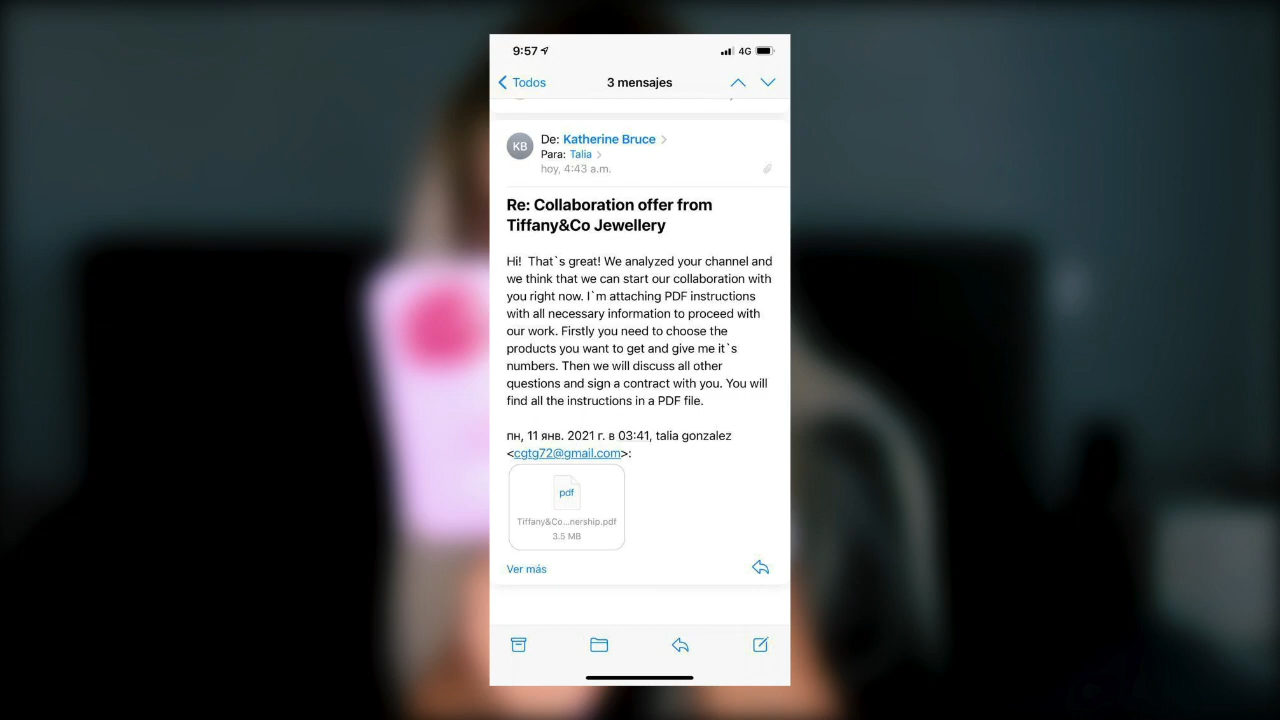 9:57
4G
Todos
3 mensajes
KB
De: Katherine Bruce
Para: Talia
hoy, 4:43 a.m.
Re: Collaboration offer from
Tiffany&Co Jewellery
Hi!  That`s great! We analyzed your channel and
we think that we can start our collaboration with
you right now. I`m attaching PDF instructions
with all necessary information to proceed with
our work. Firstly you need to choose the
products you want to get and give me it`s
numbers. Then we will discuss all other
questions and sign a contract with you. You will
find all the instructions in a PDF file.
пн, 11 янв. 2021 г. в 03:41, talia gonzalez
<cgtg72@gmail.com>:
pdf
Tiffany&Co...nership.pdf
3.5 MB
Ver más